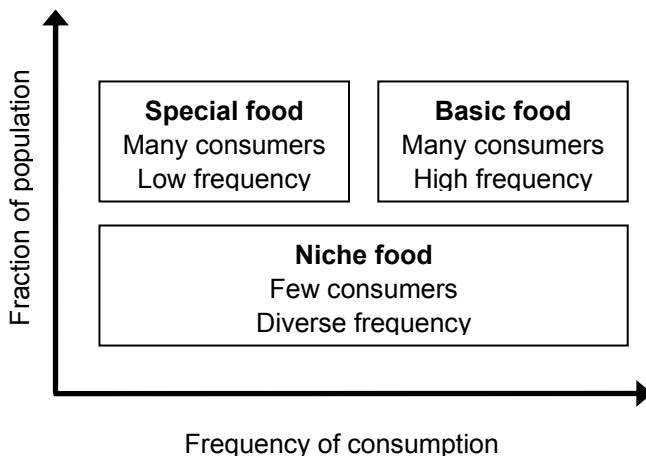 Fraction of population
Special food
Many consumers
Low frequency
Basic food
Many consumers
High frequency
Niche food
Few consumers
Diverse frequency
Frequency of consumption